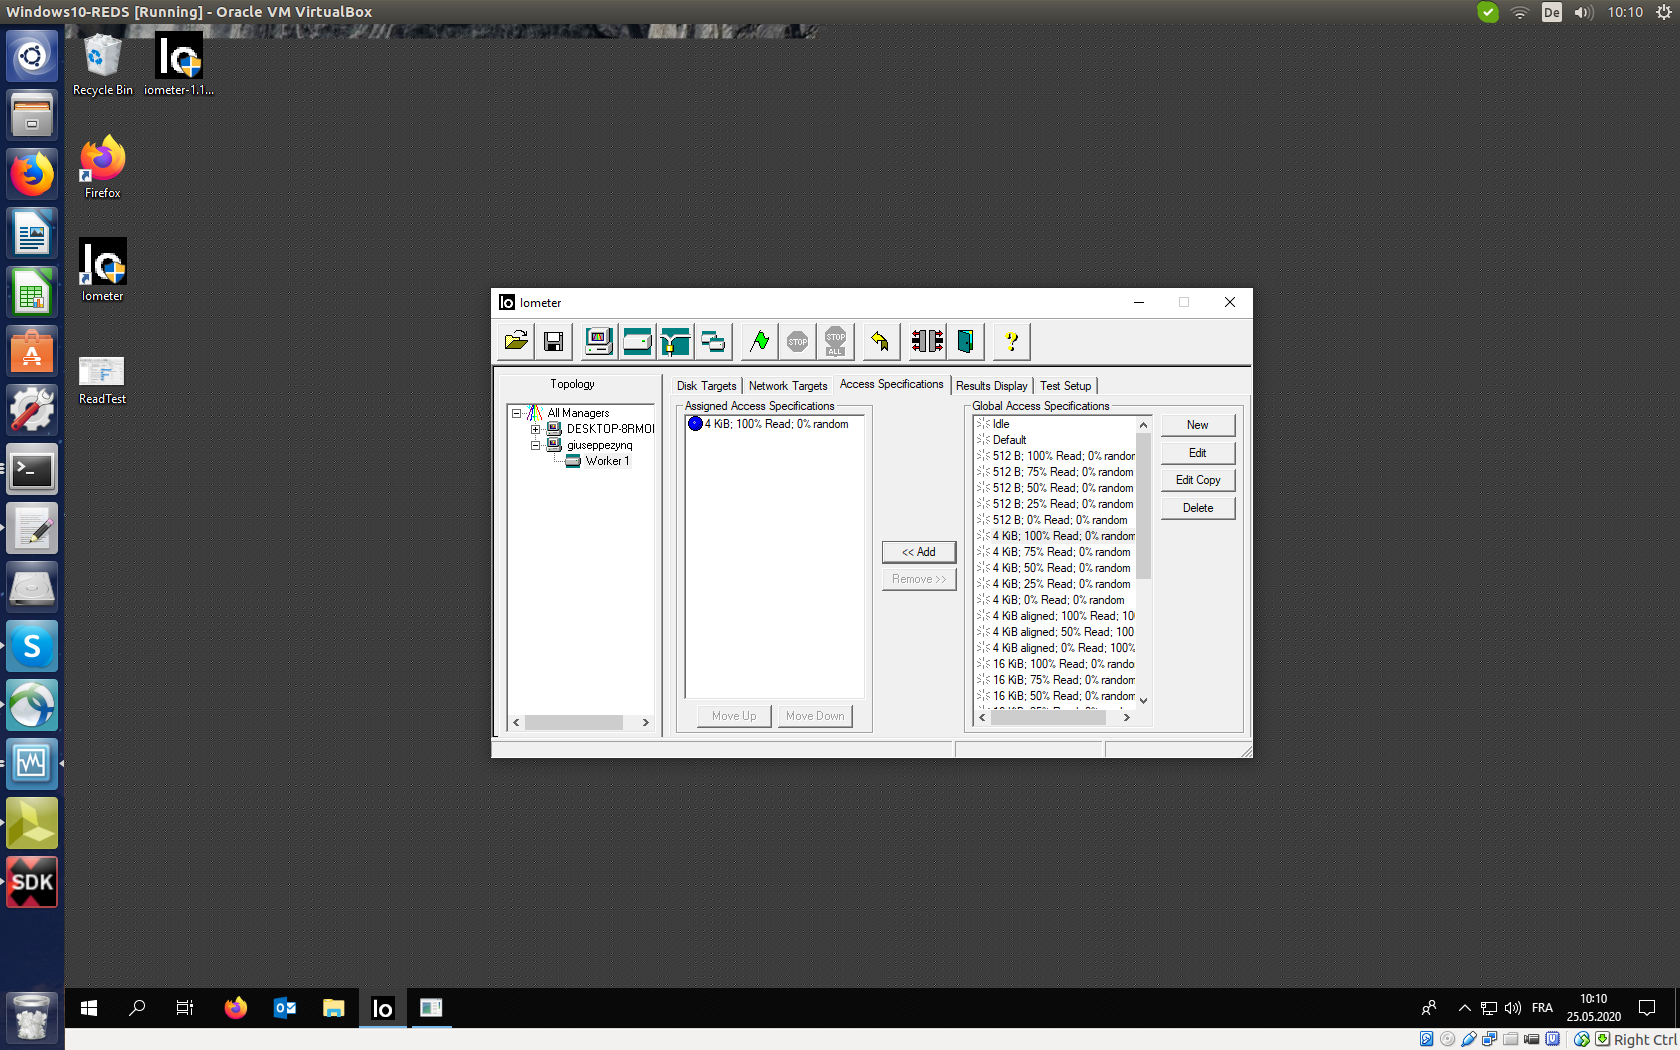 Windows10-REDS [Running] - Oracle VM VirtualBox
De
10:10
Recycle Bin
iometer-1.1...
Firefox
Iometer
ReadTest
SDK
Iometer
STOP
STOP
ALL
Topology
All Managers
DESKTOP-8RMO
giuseppezynq
Worker 1
Disk Targets
Network Targets
Access Specifications
Results Display
Test Setup
Assigned Access Specifications
4 KiB; 100% Read; 0% random
Move Up
Move Down
<< Add
Remove >>
Global Access Specifications
Idle
Default
512 B; 100% Read; 0% random
512 B; 75% Read; 0% random
512 B; 50% Read; 0% random
512 B; 25% Read; 0% random
512 B; 0% Read; 0% random
4 KiB; 100% Read; 0% random
4 KiB; 75% Read; 0% random
4 KiB; 50% Read; 0% random
4 KiB; 25% Read; 0% random
4 KiB; 0% Read; 0% random
4 KiB aligned; 100% Read; 10
4 KiB aligned; 50% Read; 100
4 KiB aligned; 0% Read; 100%
16 KiB; 100% Read; 0% rando
16 KiB; 75% Read; 0% random
16 KiB; 50% Read; 0% random
New
Edit
Edit Copy
Delete
FRA
10:10
25.05.2020
Right Ctrl